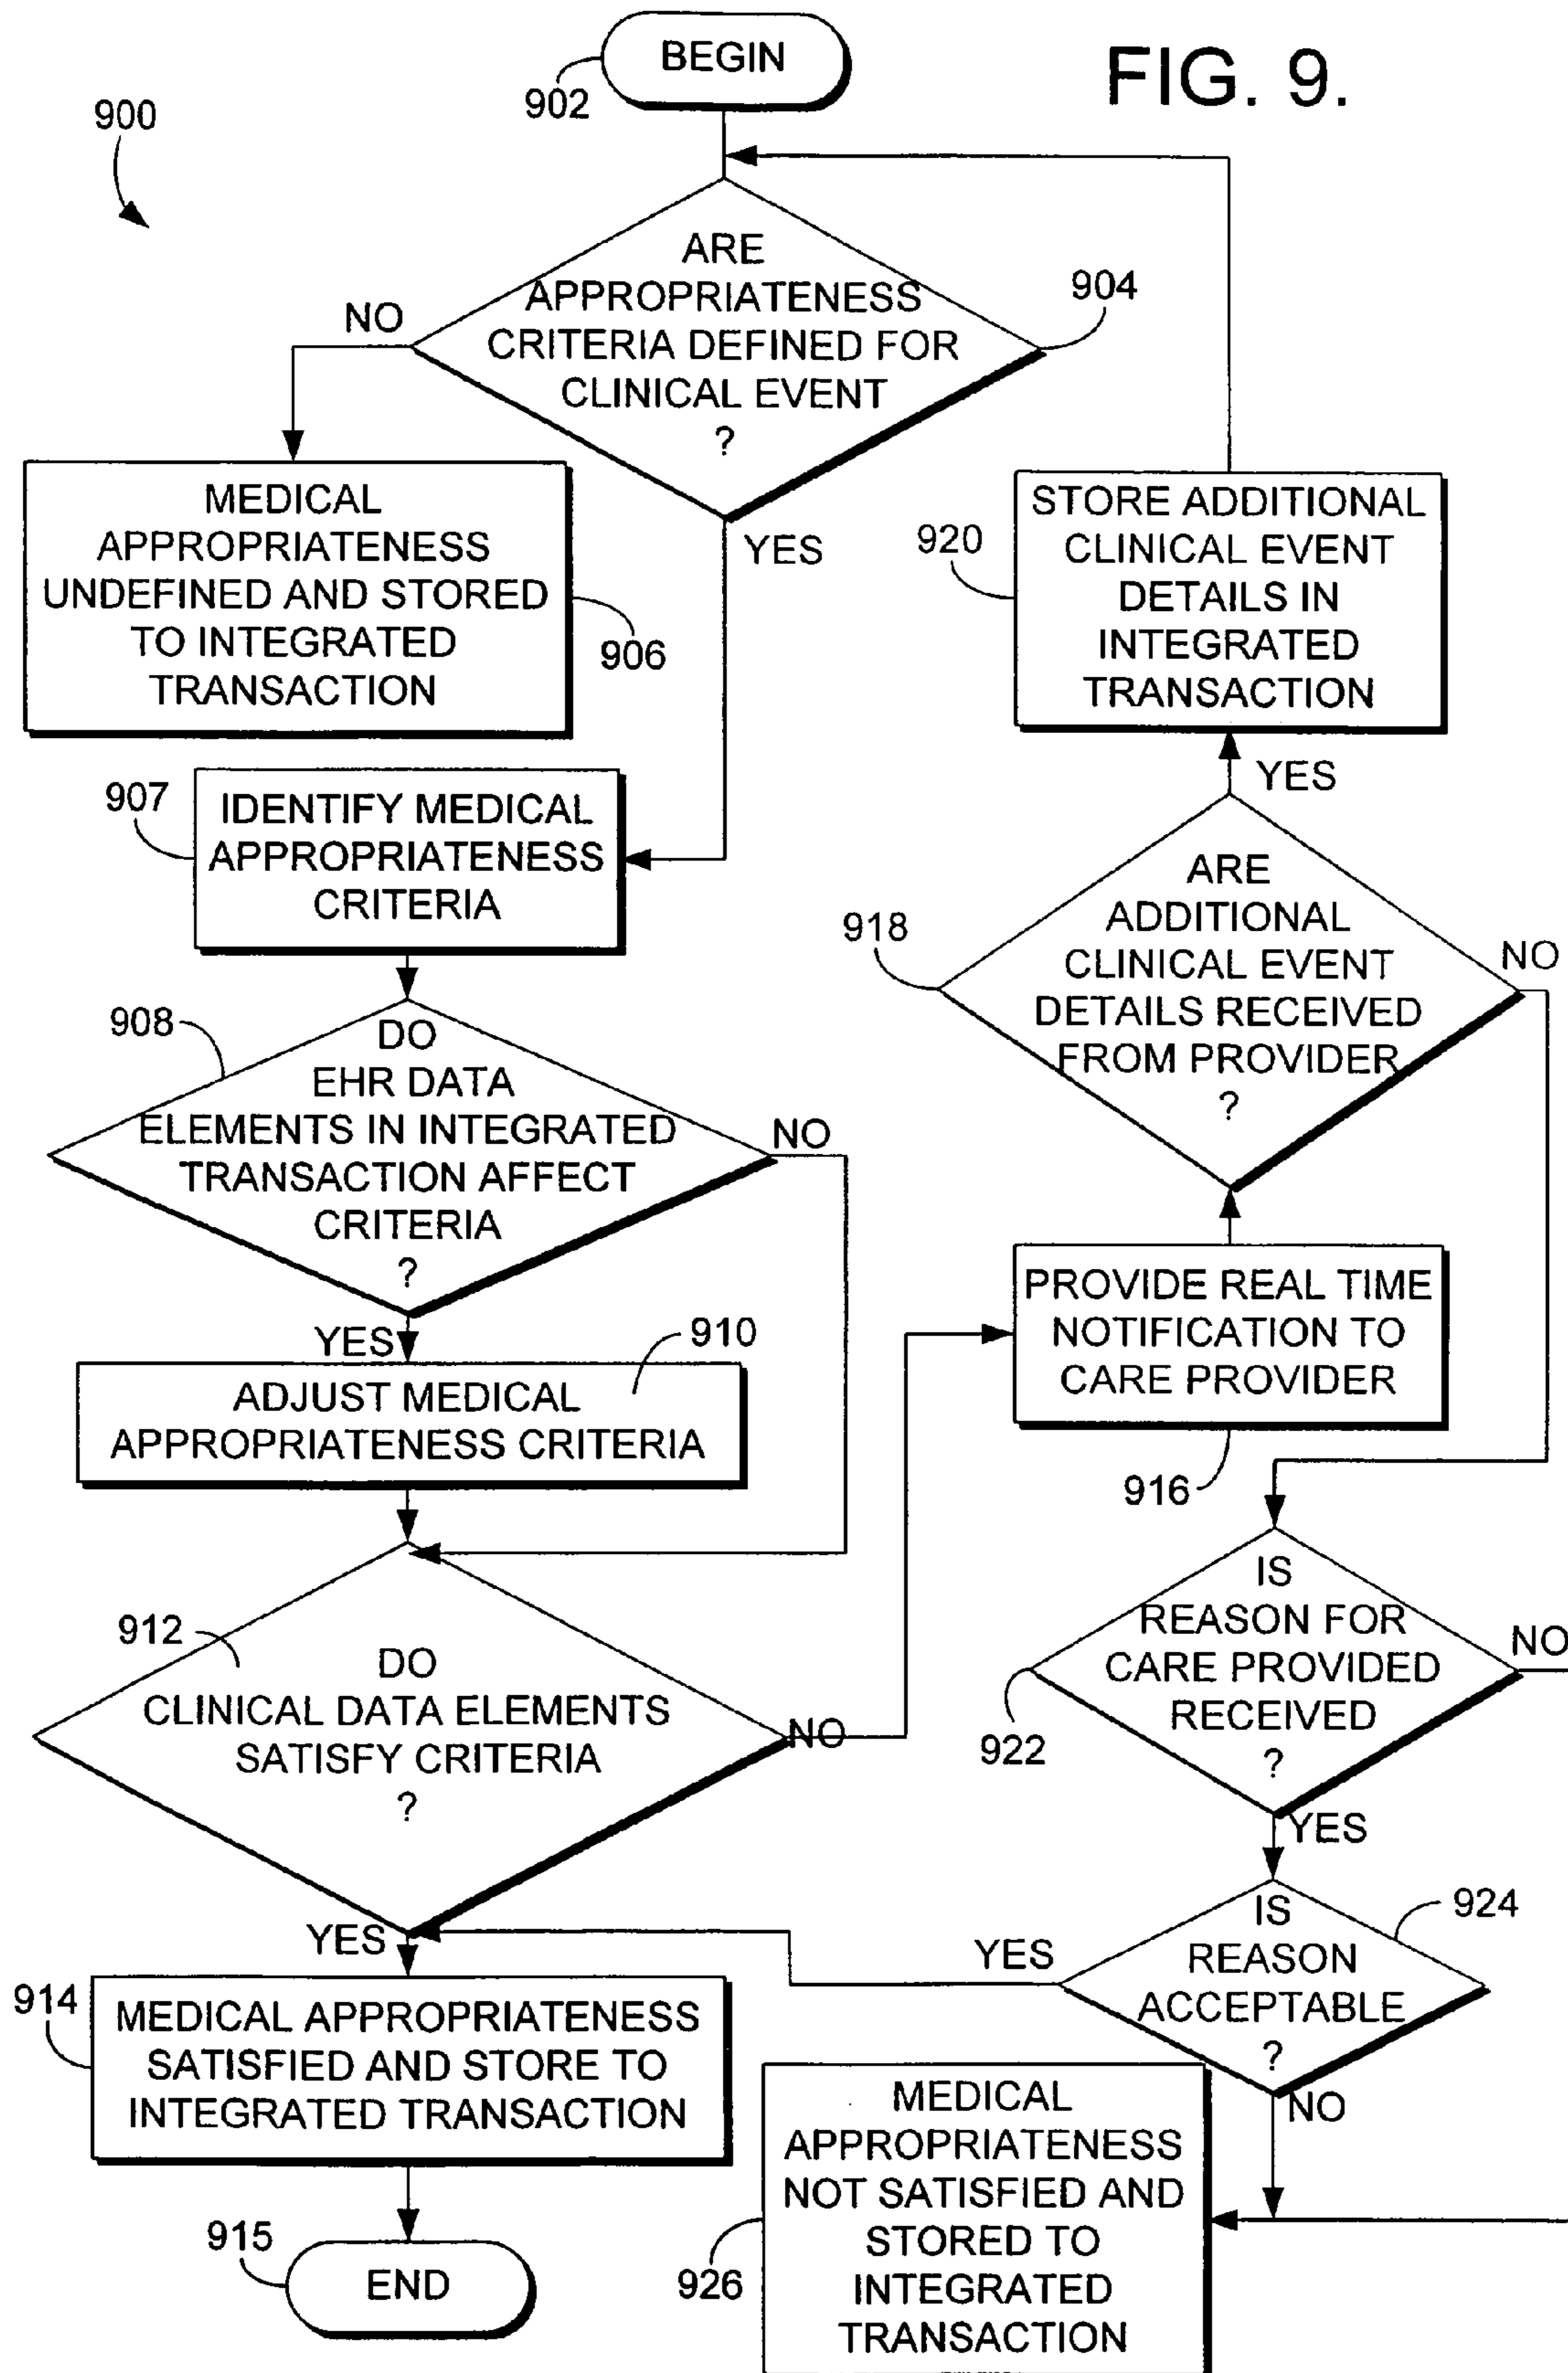 BEGIN
902
FIG. 9.
900
ARE
APPROPRIATENESS
CRITERIA DEFINED FOR
CLINICAL EVENT
?
904
NO
YES
MEDICAL
APPROPRIATENESS
UNDEFINED AND STORED
TO INTEGRATED
TRANSACTION
906
907
IDENTIFY MEDICAL
APPROPRIATENESS
CRITERIA
908
DO
EHR DATA
ELEMENTS IN INTEGRATED
TRANSACTION AFFECT
CRITERIA
?
NO
YES
910
ADJUST MEDICAL
APPROPRIATENESS CRITERIA
912
DO
CLINICAL DATA ELEMENTS
SATISFY CRITERIA
?
NO
YES
914
MEDICAL APPROPRIATENESS
SATISFIED AND STORE TO
INTEGRATED TRANSACTION
915
END
920
STORE ADDITIONAL
CLINICAL EVENT
DETAILS IN
INTEGRATED
TRANSACTION
YES
918
ARE
ADDITIONAL
CLINICAL EVENT
DETAILS RECEIVED
FROM PROVIDER
?
NO
PROVIDE REAL TIME
NOTIFICATION TO
CARE PROVIDER
916
IS
REASON FOR
CARE PROVIDED
RECEIVED
?
922
NO
YES
IS
REASON
ACCEPTABLE
?
924
YES
NO
MEDICAL
APPROPRIATENESS
NOT SATISFIED AND
STORED TO
INTEGRATED
TRANSACTION
926